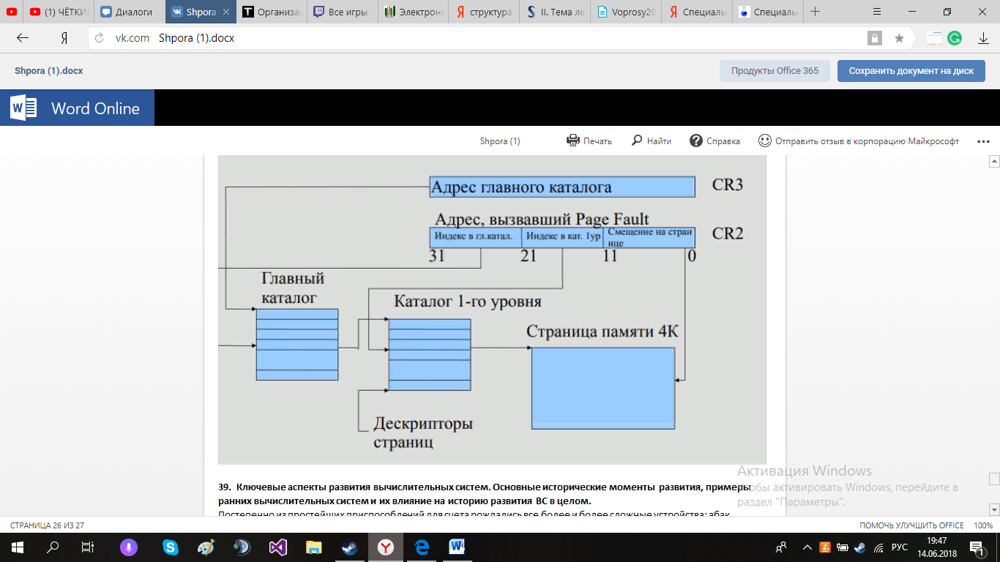 (1) ЧЁТКИ
Диалоги
Shpora
Организац
Все игры -
Электронн
структура
II. Тема ле
Voprosy20
Специаль
Специаль
vk.com Shpora (1).docx
Shpora (1).docx
Продукты Office 365
Сохранить документ на диск
Word Online
Shpora (1)
Печать
Найти
Справка
Отправить отзыв в корпорацию Майкрософт
Адрес главного каталога
CR3
Адрес, вызвавший Page Fault
Индекс в гл.катал.
Индекс в кат. 1ур
Смещение на стран
ице
CR2
31
21
11
0
Главный
каталог
Каталог 1-го уровня
Страница памяти 4К
Дескрипторы
страниц
39. Ключевые аспекты развития вычислительных систем. Основные исторические моменты развития, примеры
ранних вычислительных систем и их влияние на историю развития ВС в целом.
Постепенно из простейших приспособлений для счета рождались все более и более сложные устройства: абак
Активация Windows
Чтобы активировать Windows, перейдите в
раздел "Параметры".
СТРАНИЦА 26 ИЗ 27
ПОМОЧЬ УЛУЧШИТЬ OFFICE
100%
РУС
19:47
14.06.2018
1